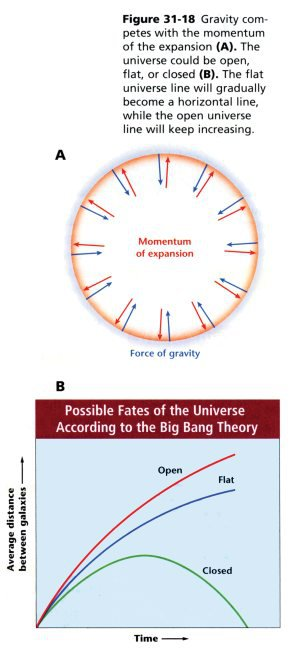 Figure 31-18 Gravity com-
petes with the momentum
of the expansion (A). The
universe could be open,
flat, or closed (B). The flat
universe line will gradually
become a horizontal line,
while the open universe
line will keep increasing.
A
Momentum
of expansion
Force of gravity
B
Possible Fates of the Universe
According to the Big Bang Theory
Open
Flat
Closed
Average distance
between galaxies
Time